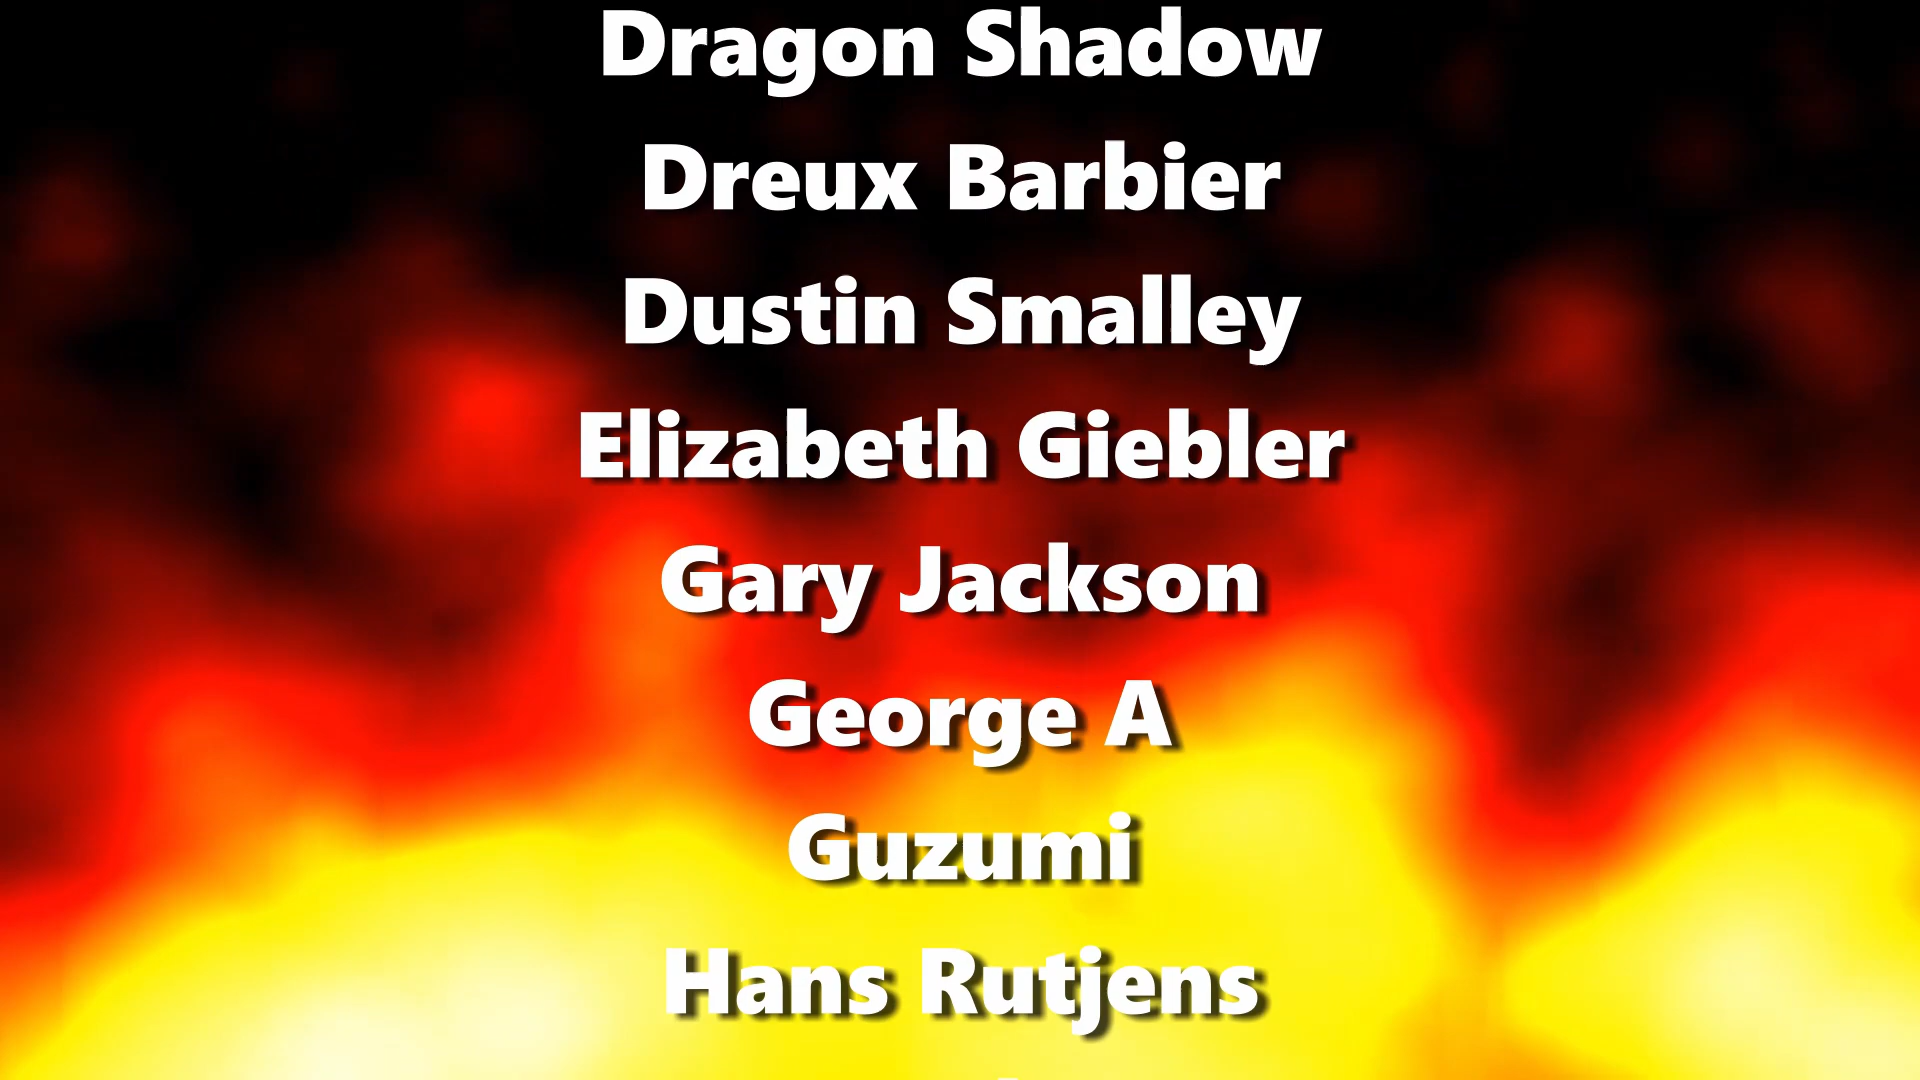 Dragon Shadow
Dreux Barbier
Dustin Smalley
Elizabeth Giebler
Gary Jackson
George A
Guzumi
Hans Rutjens